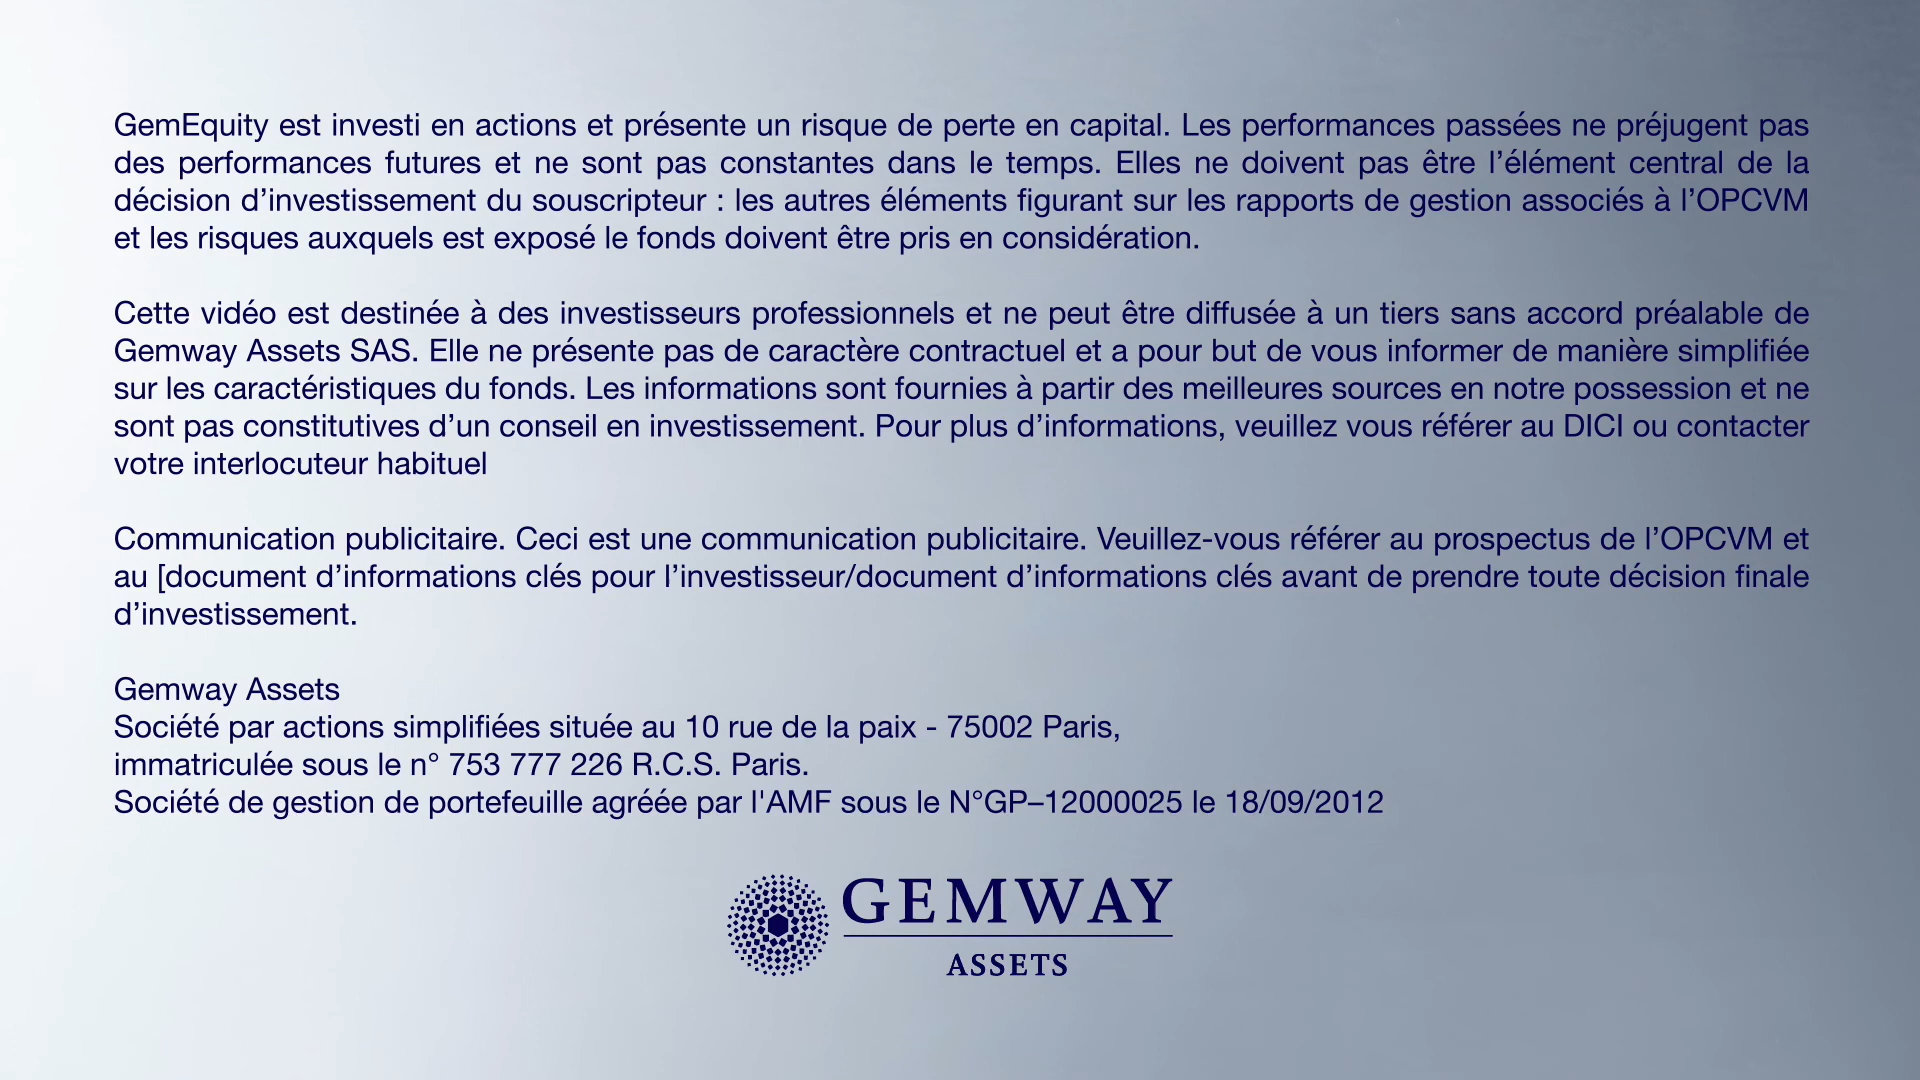 GemEquity est investi en actions et présente un risque de perte en capital. Les performances passées ne préjugent pas
des performances futures et ne sont pas constantes dans le temps. Elles ne doivent pas être l’élément central de la
décision d’investissement du souscripteur : les autres éléments figurant sur les rapports de gestion associés à l’OPCVM
et les risques auxquels est exposé le fonds doivent être pris en considération.
Cette vidéo est destinée à des investisseurs professionnels et ne peut être diffusée à un tiers sans accord préalable de
Gemway Assets SAS. Elle ne présente pas de caractère contractuel et a pour but de vous informer de manière simplifiée
sur les caractéristiques du fonds. Les informations sont fournies à partir des meilleures sources en notre possession et ne
sont pas constitutives d’un conseil en investissement. Pour plus d’informations, veuillez vous référer au DICI ou contacter
votre interlocuteur habituel
Communication publicitaire. Ceci est une communication publicitaire. Veuillez-vous référer au prospectus de l’OPCVM et
au [document d’informations clés pour l’investisseur/document d’informations clés avant de prendre toute décision finale
d’investissement.
Gemway Assets
Société par actions simplifiées située au 10 rue de la paix - 75002 Paris,
immatriculée sous le n° 753 777 226 R.C.S. Paris.
Société de gestion de portefeuille agréée par l'AMF sous le N°GP–12000025 le 18/09/2012
GEMWAY
ASSETS